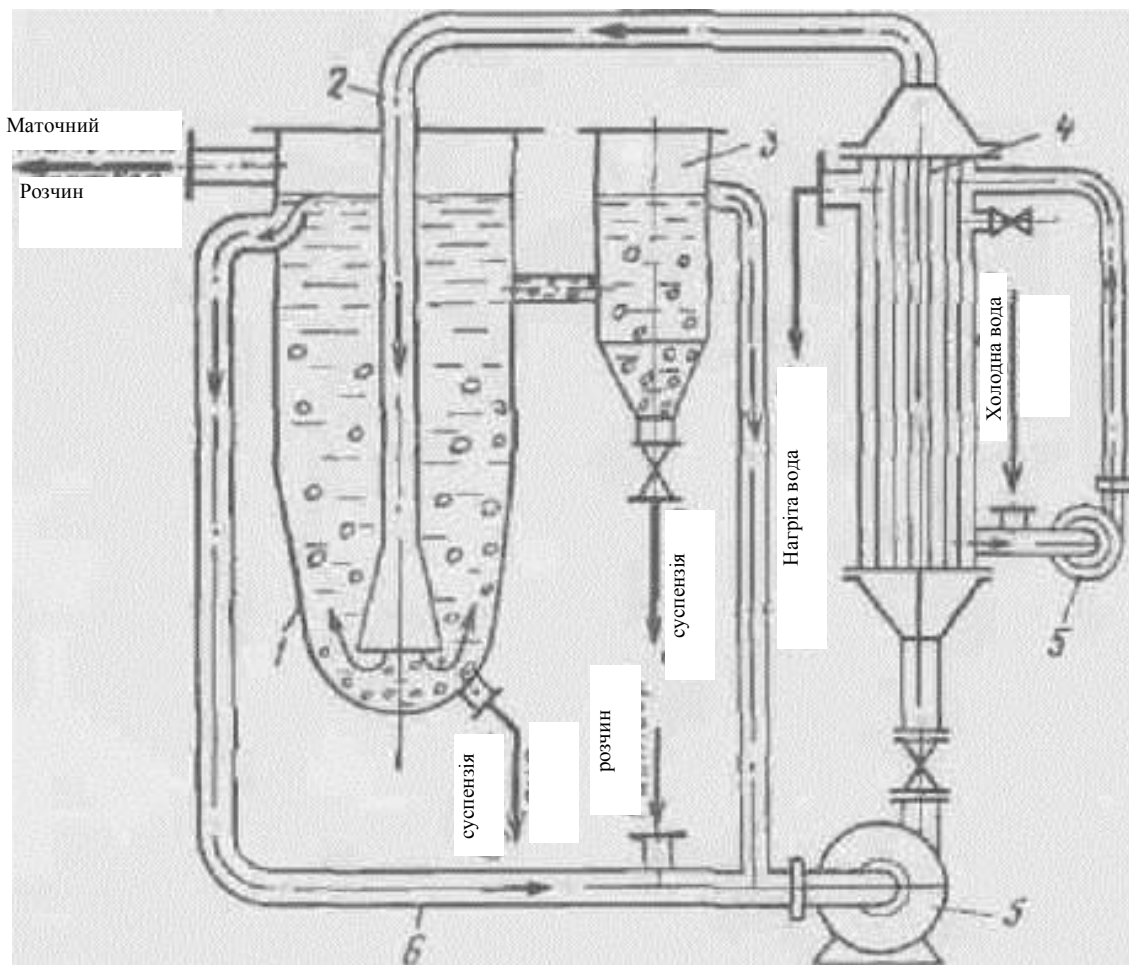 2
Маточний
Розчин
3
4
Нагріта вода
Холодна вода
суспензія
1
5
розчин
суспензія
5
6